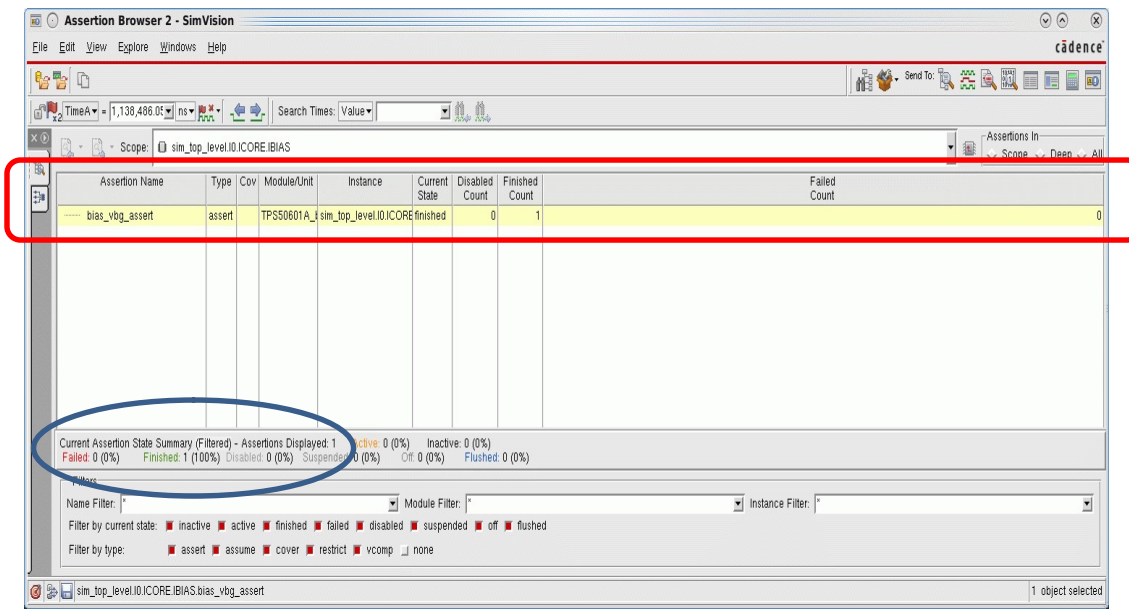 Assertion Browser 2 - SimVision
File Edit View Explore Windows Help cādence
Send To:
TimeA = 1,138,486.05 ns Search Times: Value
Scope: sim_top_level.I0.ICORE.IBIAS
Assertions In
Scope Deep All
Assertion Name Type Cov Module/Unit Instance Current State Disabled Count Finished Count Failed Count
bias_vbg_assert assert TPS50601A_ sim_top_level.I0.ICORE finished 0 1 0
Current Assertion State Summary (Filtered) - Assertions Displayed: 1 Active: 0 (0%) Inactive: 0 (0%)
Failed: 0 (0%) Finished: 1 (100%) Disabled: 0 (0%) Suspended: 0 (0%) Off: 0 (0%) Flushed: 0 (0%)
Filters
Name Filter: * Module Filter: * Instance Filter: *
Filter by current state: inactive active finished failed disabled suspended off flushed
Filter by type: assert assume cover restrict vcomp none
sim_top_level.I0.ICORE.IBIAS.bias_vbg_assert 1 object selected